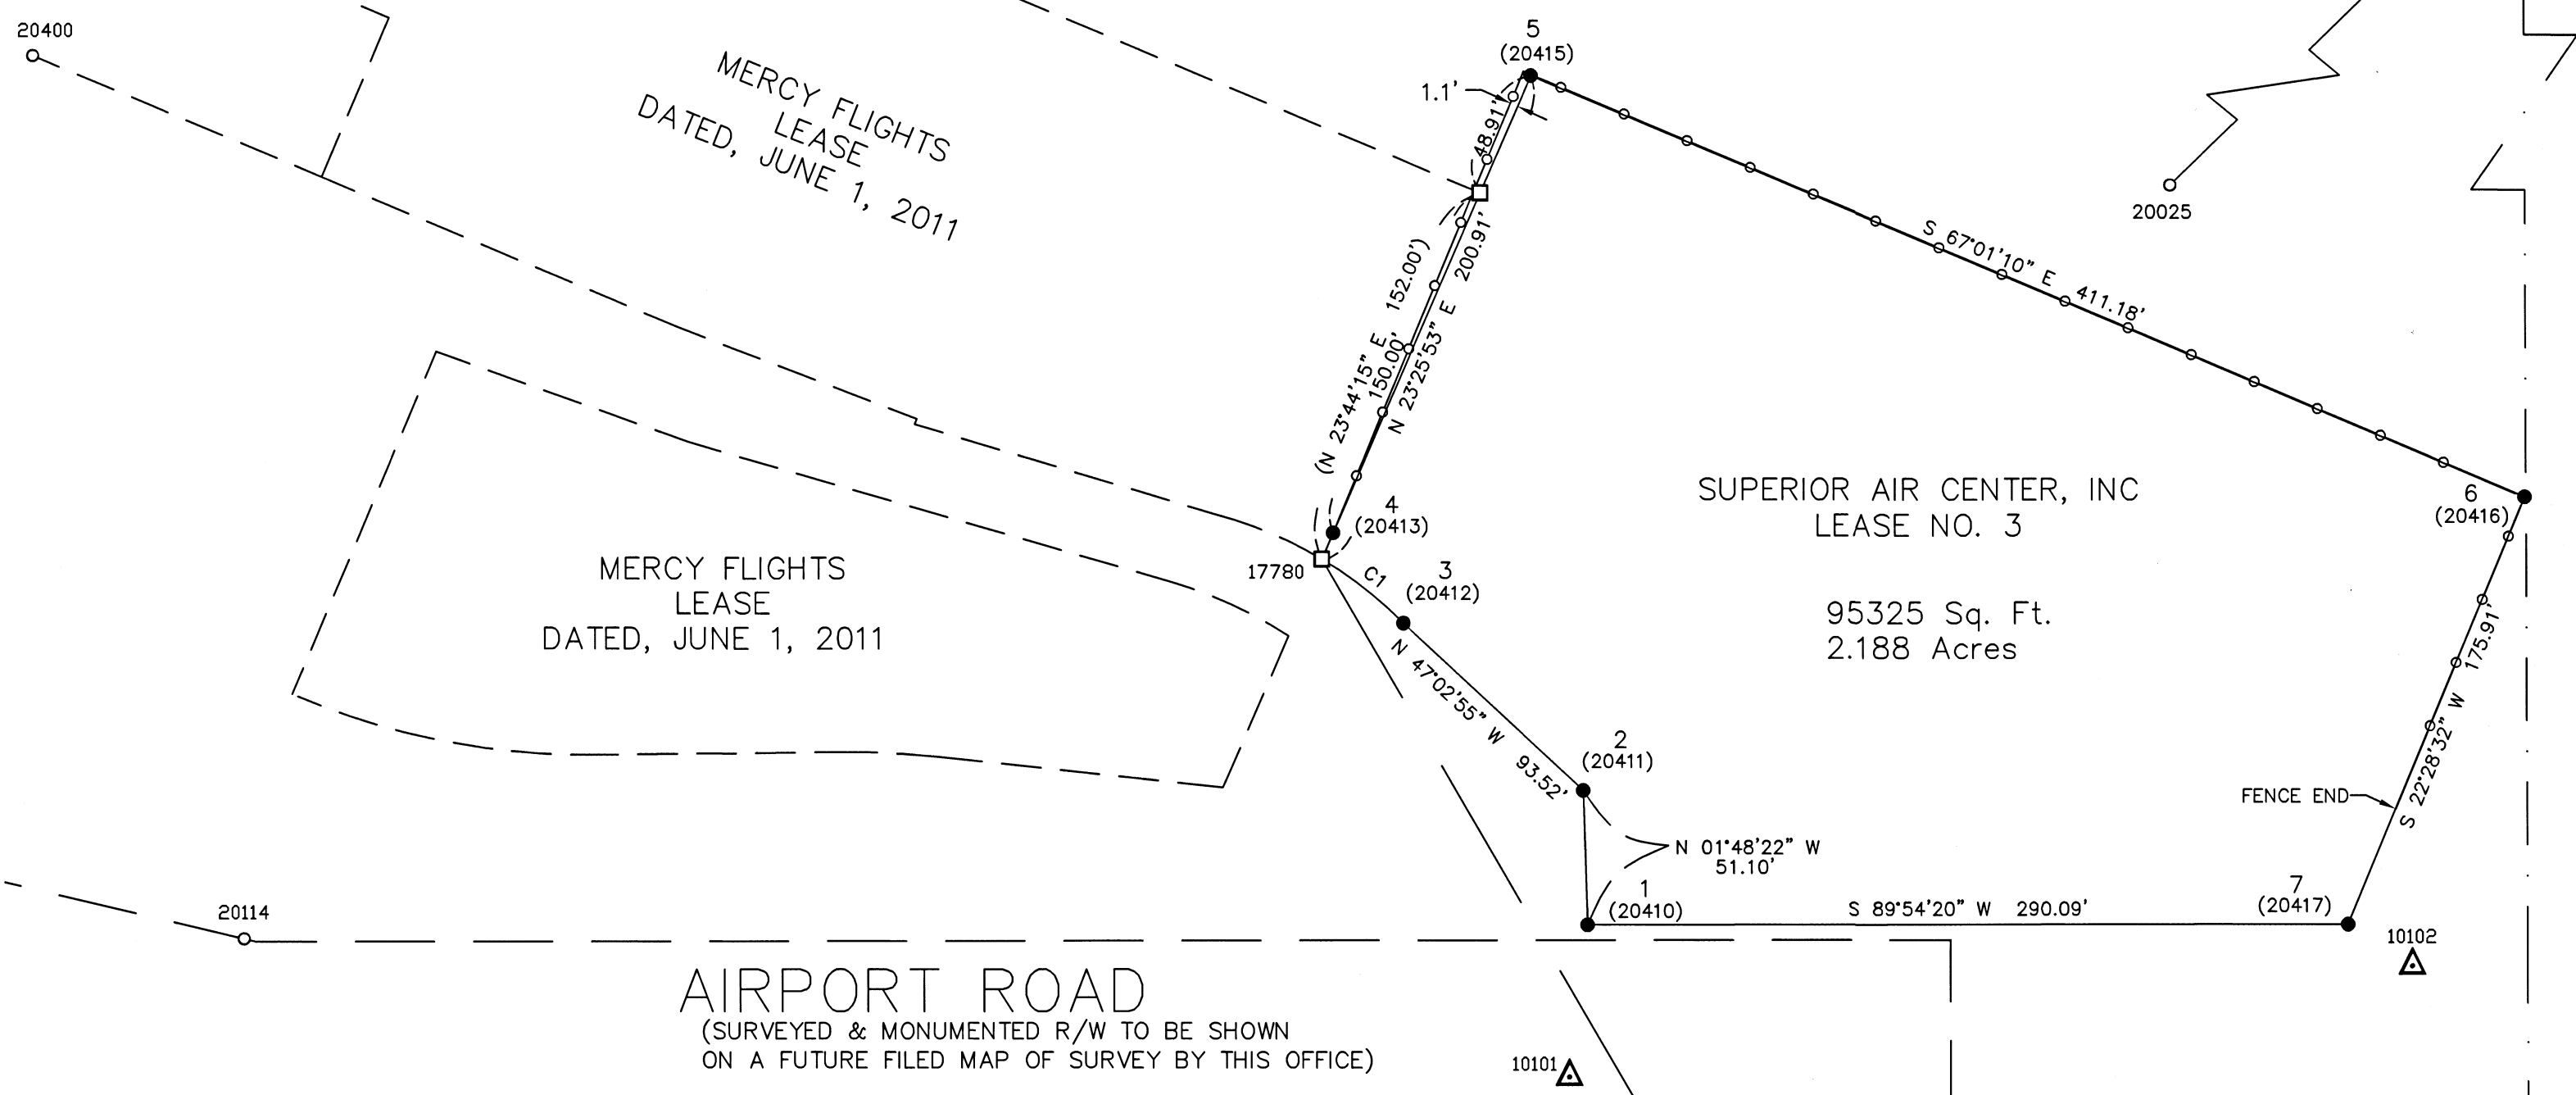 20400
MERCY FLIGHTS
LEASE
DATED, JUNE 1, 2011
5
(20415)
1.1'
48.91'
20025
S 67°01'10" E 411.18'
(N 23°44'15" E 152.00')
150.00'
N 23°25'53" E 200.91'
4
(20413)
17780
C1
3
(20412)
N 47°02'55" W 93.52'
SUPERIOR AIR CENTER, INC
LEASE NO. 3
95325 Sq. Ft.
2.188 Acres
6
(20416)
S 22°28'32" W 175.91'
FENCE END
MERCY FLIGHTS
LEASE
DATED, JUNE 1, 2011
2
(20411)
N 01°48'22" W
51.10'
1
(20410)
S 89°54'20" W 290.09'
7
(20417)
20114
10102
AIRPORT ROAD
(SURVEYED & MONUMENTED R/W TO BE SHOWN
ON A FUTURE FILED MAP OF SURVEY BY THIS OFFICE)
10101